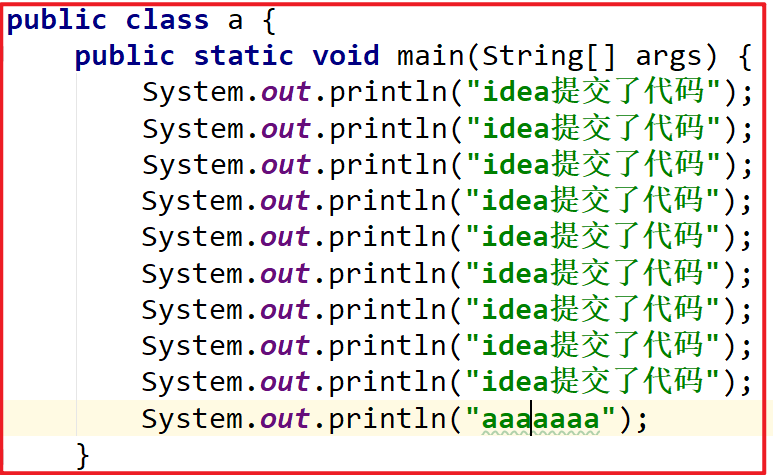 public class a {
    public static void main(String[] args) {
        System.out.println("idea提交了代码");
        System.out.println("idea提交了代码");
        System.out.println("idea提交了代码");
        System.out.println("idea提交了代码");
        System.out.println("idea提交了代码");
        System.out.println("idea提交了代码");
        System.out.println("idea提交了代码");
        System.out.println("idea提交了代码");
        System.out.println("idea提交了代码");
        System.out.println("aaaaaaa");
    }